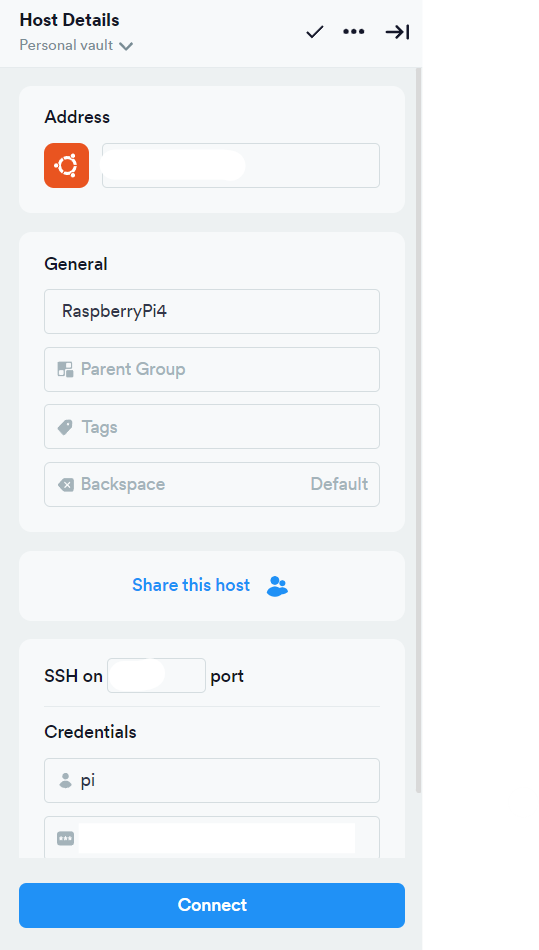 Host Details
Personal vault
Address
General
RaspberryPi4
Parent Group
Tags
Backspace Default
Share this host
SSH on port
Credentials
pi
Connect